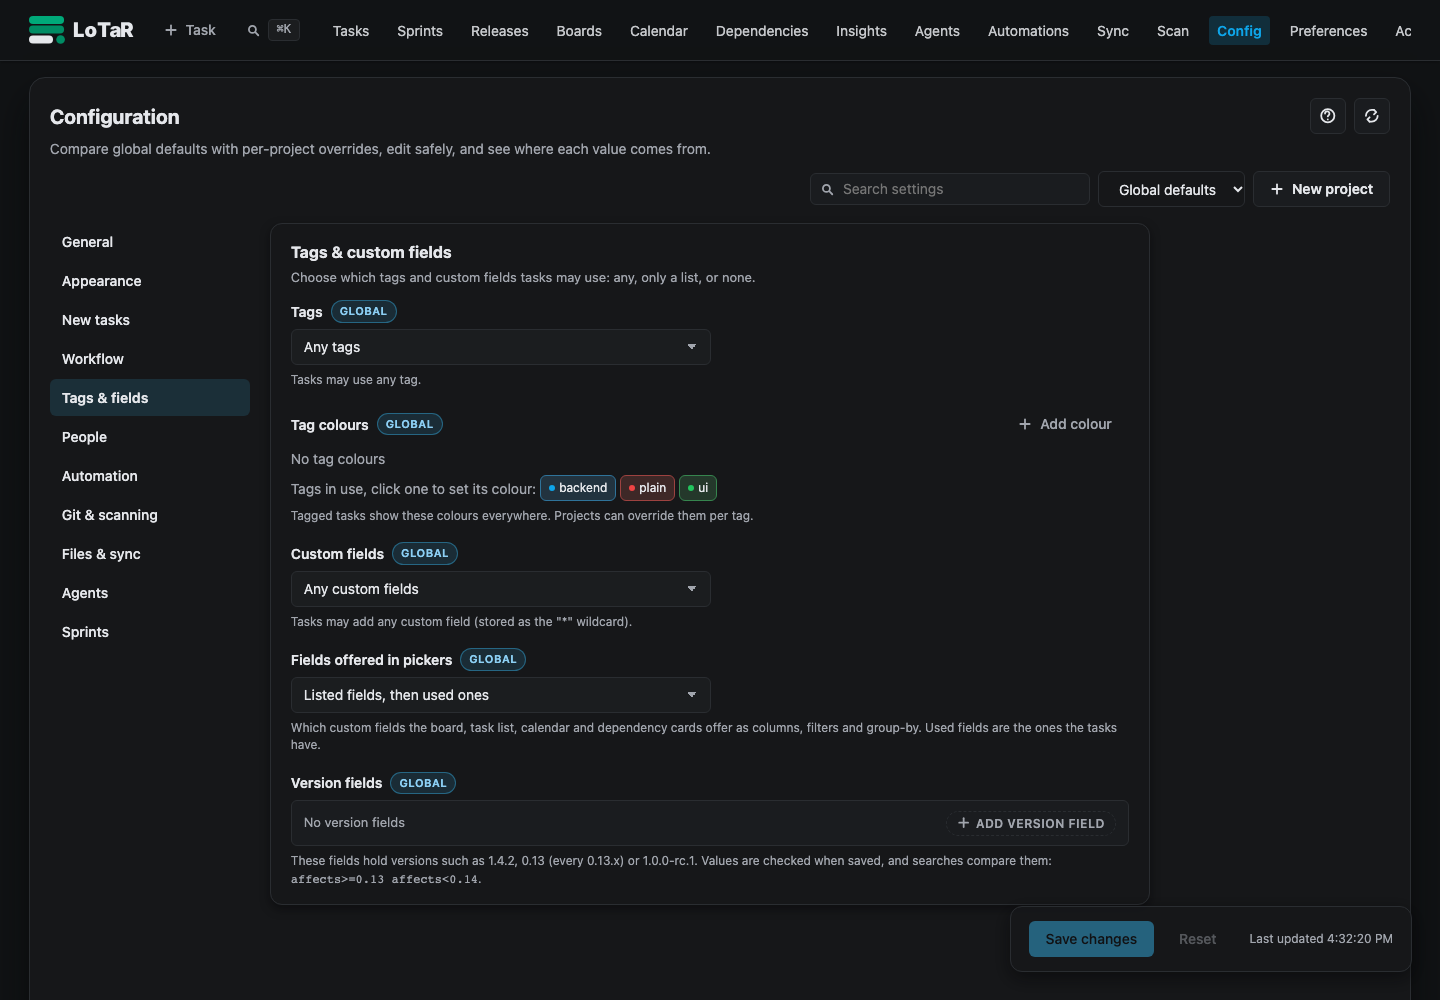 LoTaR
Task
⌘K
Tasks
Sprints
Releases
Boards
Calendar
Dependencies
Insights
Agents
Automations
Sync
Scan
Config
Preferences
Ac
Configuration
Compare global defaults with per-project overrides, edit safely, and see where each value comes from.
Search settings
Global defaults
New project
General
Appearance
New tasks
Workflow
Tags & fields
People
Automation
Git & scanning
Files & sync
Agents
Sprints
Tags & custom fields
Choose which tags and custom fields tasks may use: any, only a list, or none.
Tags GLOBAL
Any tags
Tasks may use any tag.
Tag colours GLOBAL
Add colour
No tag colours
Tags in use, click one to set its colour: backend plain ui
Tagged tasks show these colours everywhere. Projects can override them per tag.
Custom fields GLOBAL
Any custom fields
Tasks may add any custom field (stored as the "*" wildcard).
Fields offered in pickers GLOBAL
Listed fields, then used ones
Which custom fields the board, task list, calendar and dependency cards offer as columns, filters and group-by. Used fields are the ones the tasks
have.
Version fields GLOBAL
No version fields
ADD VERSION FIELD
These fields hold versions such as 1.4.2, 0.13 (every 0.13.x) or 1.0.0-rc.1. Values are checked when saved, and searches compare them:
affects>=0.13 affects<0.14.
Save changes
Reset
Last updated 4:32:20 PM